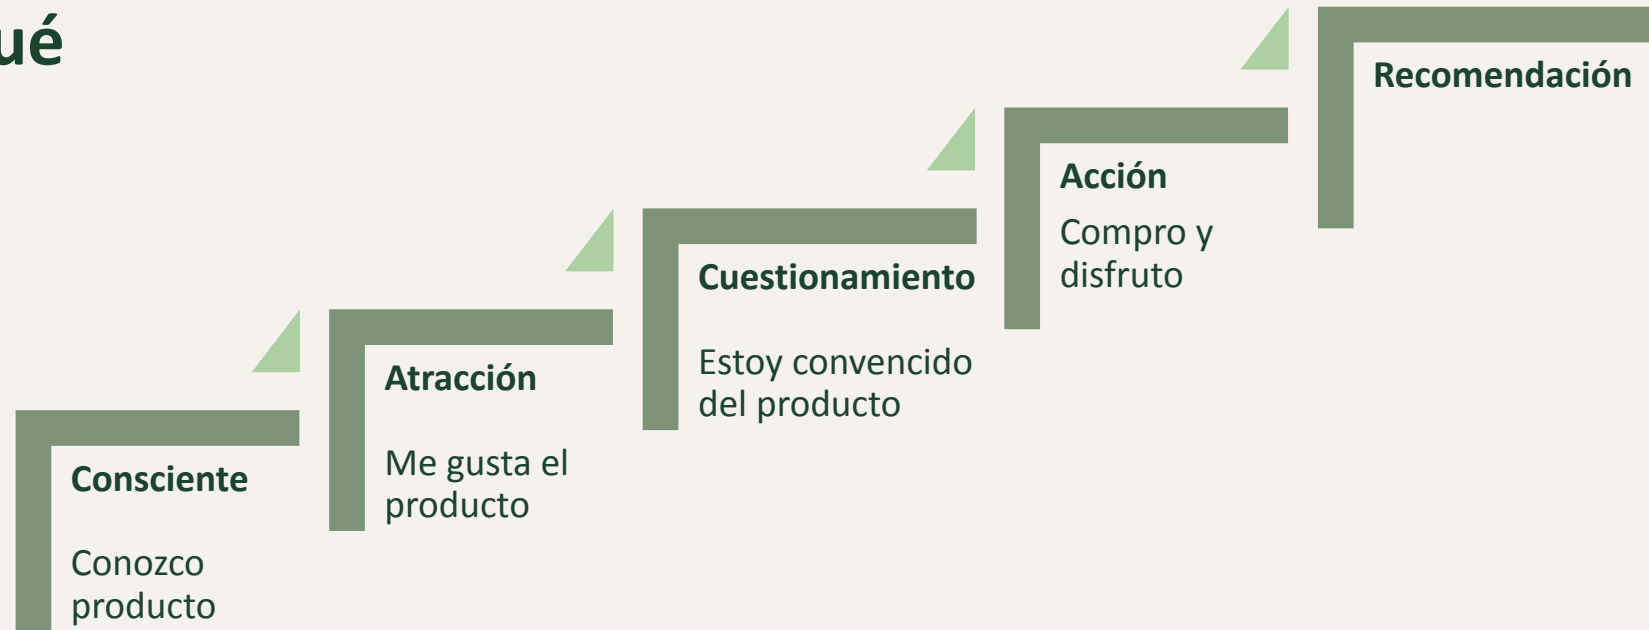 ué
Consciente
Conozco
producto
Atracción
Me gusta el
producto
Cuestionamiento
Estoy convencido
del producto
Acción
Compro y
disfruto
Recomendación